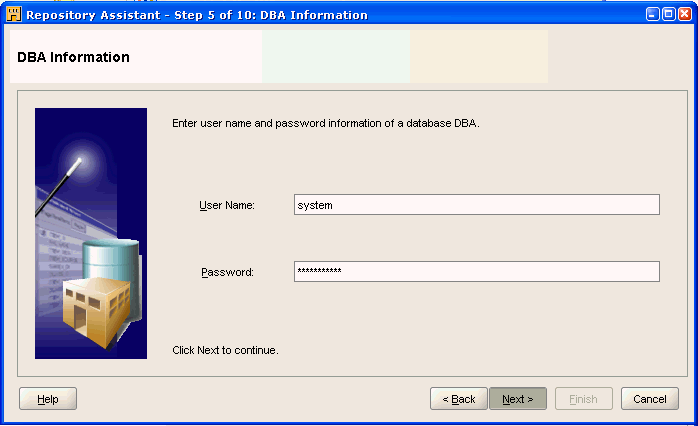 Repository Assistant - Step 5 of 10: DBA Information
DBA Information
Enter user name and password information of a database DBA.
User Name: system
Password: ***********
Click Next to continue.
Help < Back Next > Finish Cancel